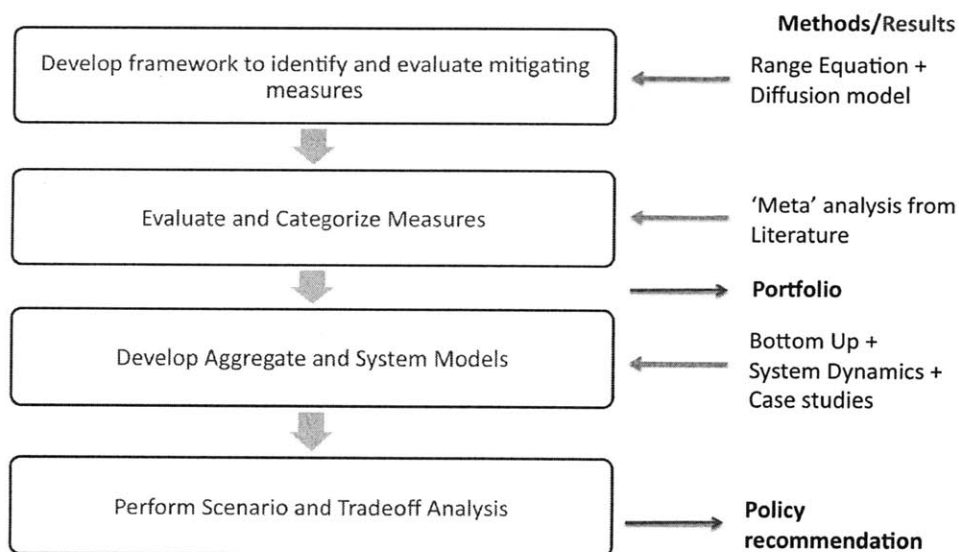 Methods/Results
Develop framework to identify and evaluate mitigating
measures
Range Equation +
Diffusion model
Evaluate and Categorize Measures
‘Meta’ analysis from
Literature
Portfolio
Develop Aggregate and System Models
Bottom Up +
System Dynamics +
Case studies
Perform Scenario and Tradeoff Analysis
Policy
recommendation